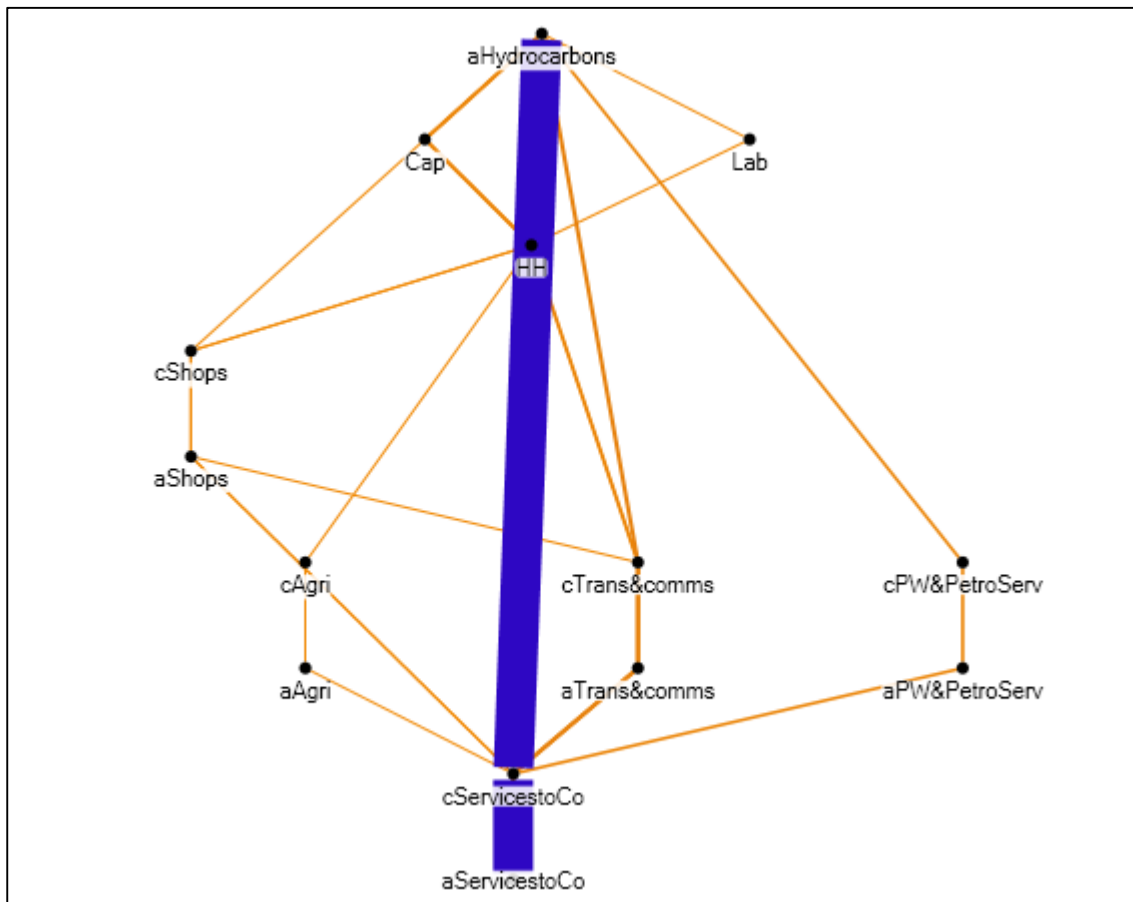 aHydrocarbons
Cap
Lab
HH
cShops
aShops
cAgri
cTrans&comms
cPW&PetroServ
aAgri
aTrans&comms
aPW&PetroServ
cServicestoCo
aServicestoCo